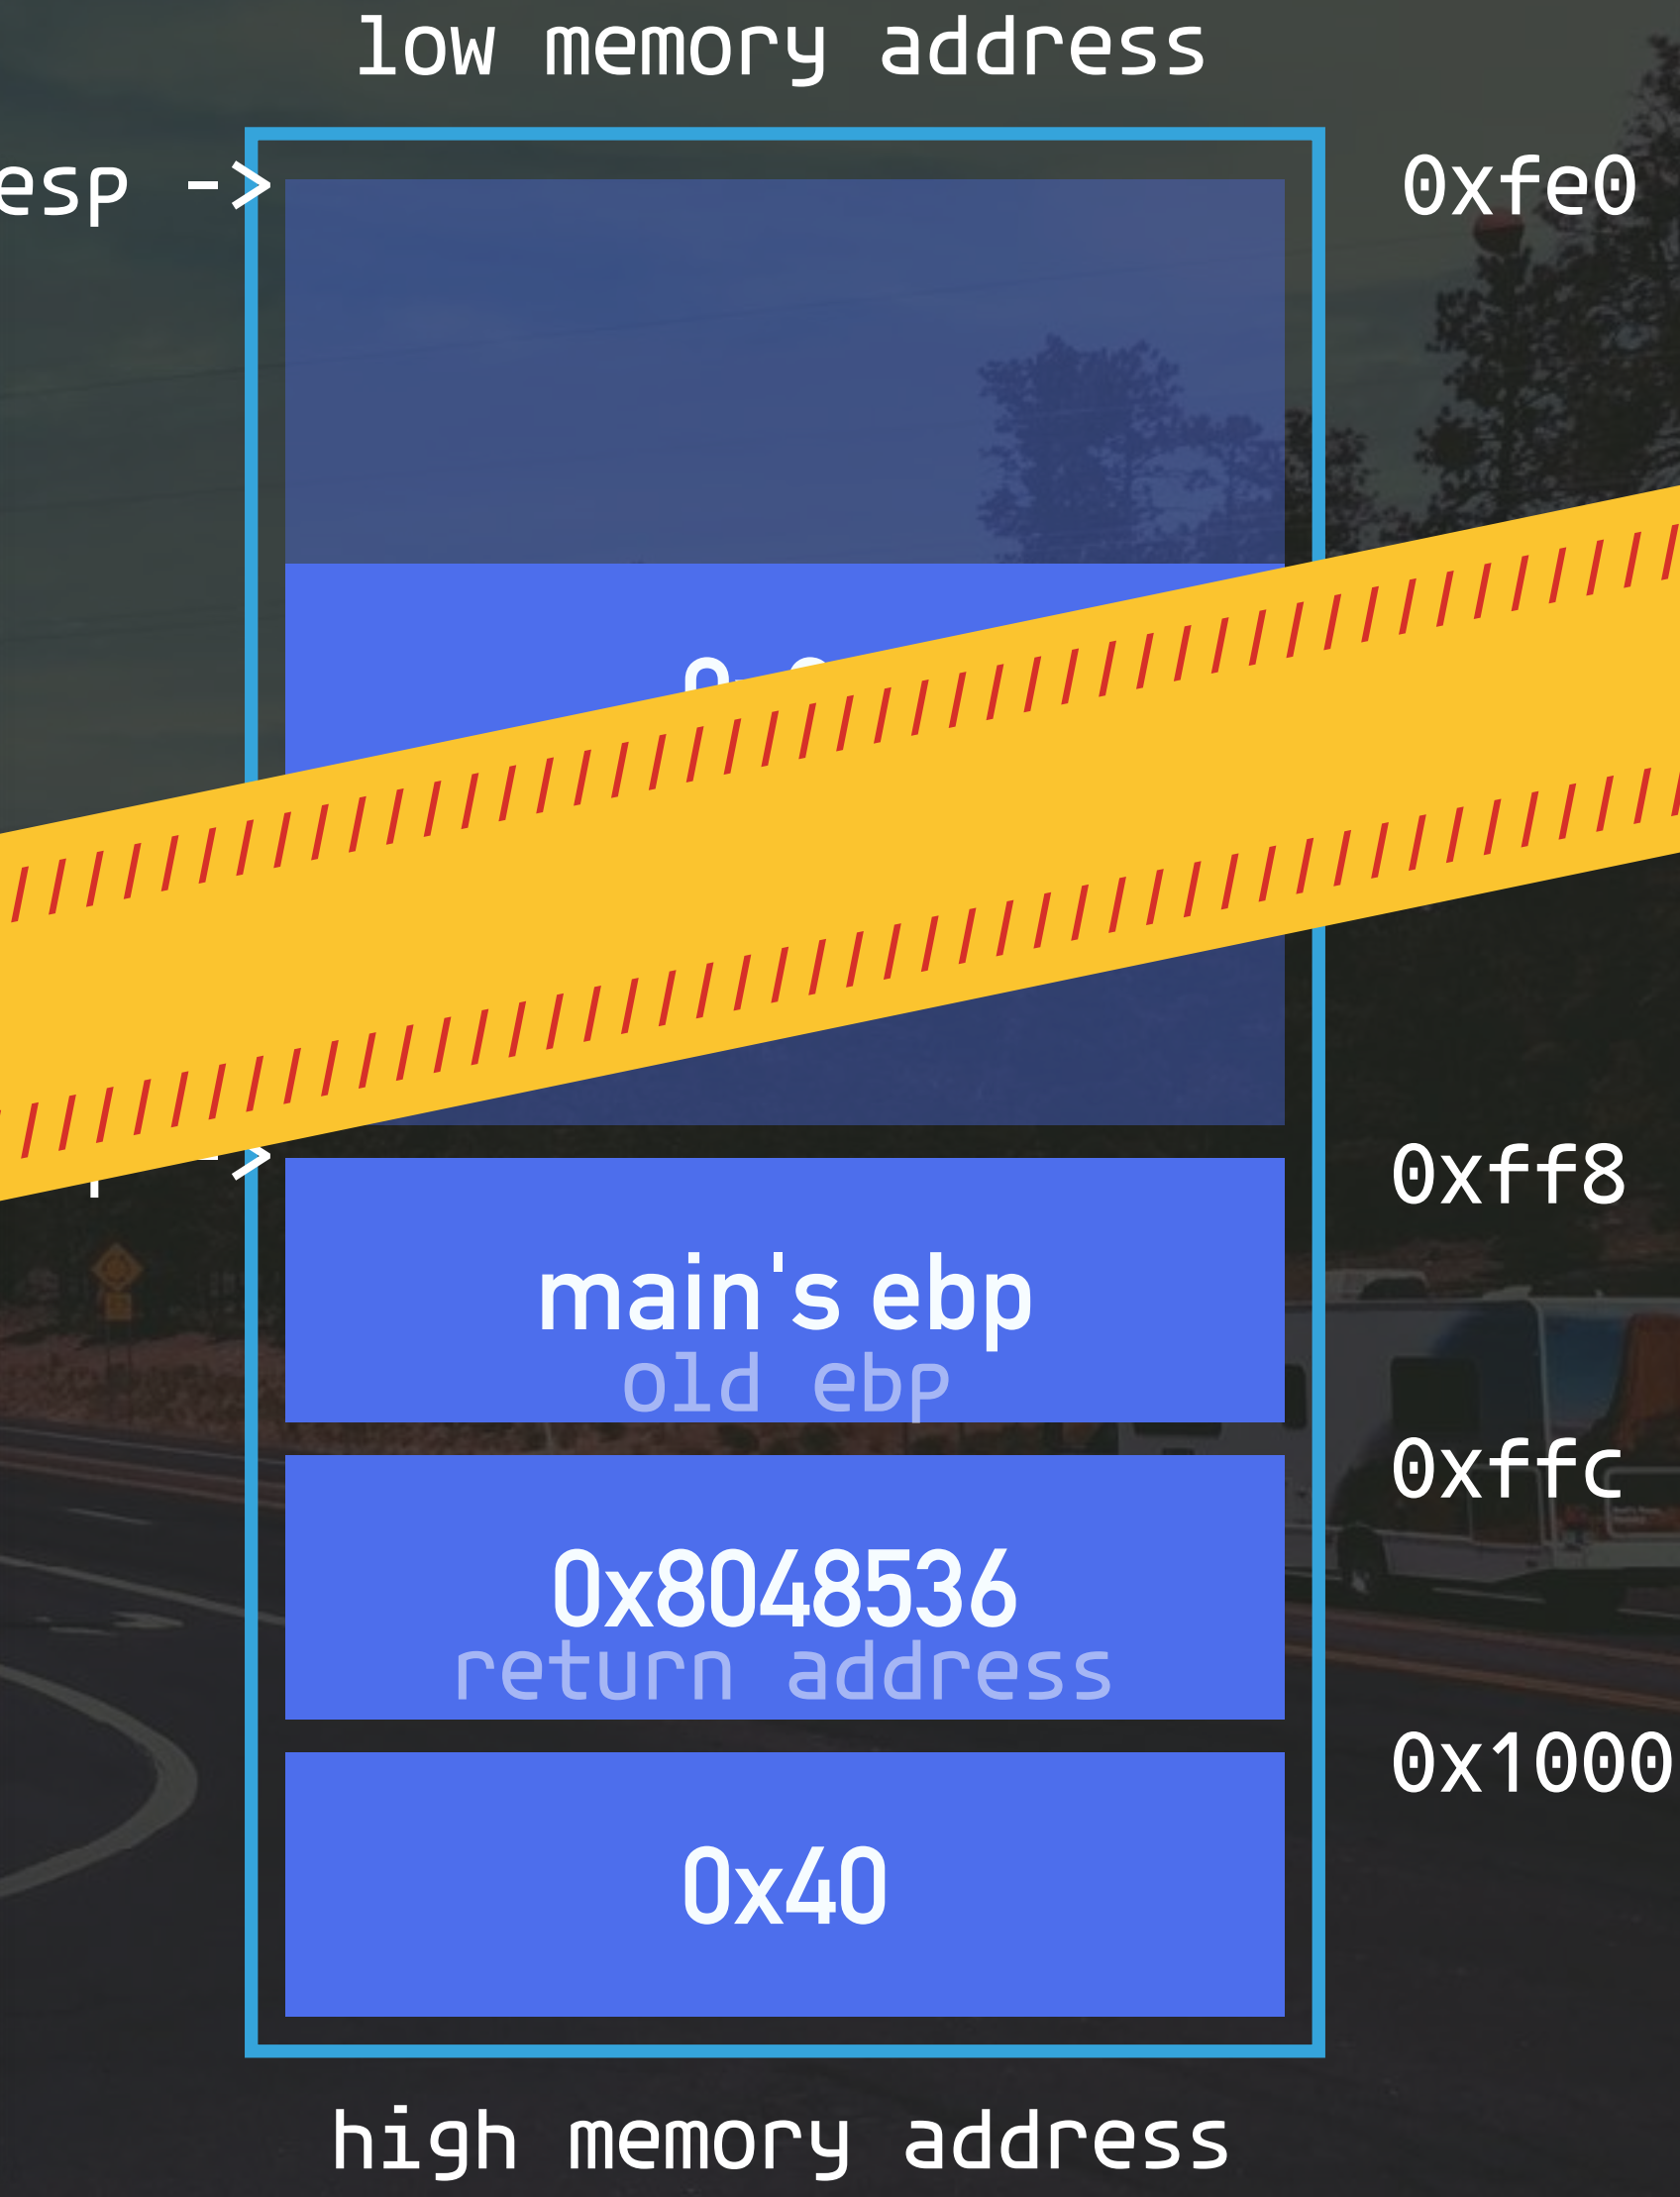 low memory address
esp -> 0xfe0
0xff8
main's ebp
old ebp
0xffc
0x8048536
return address
0x1000
0x40
high memory address